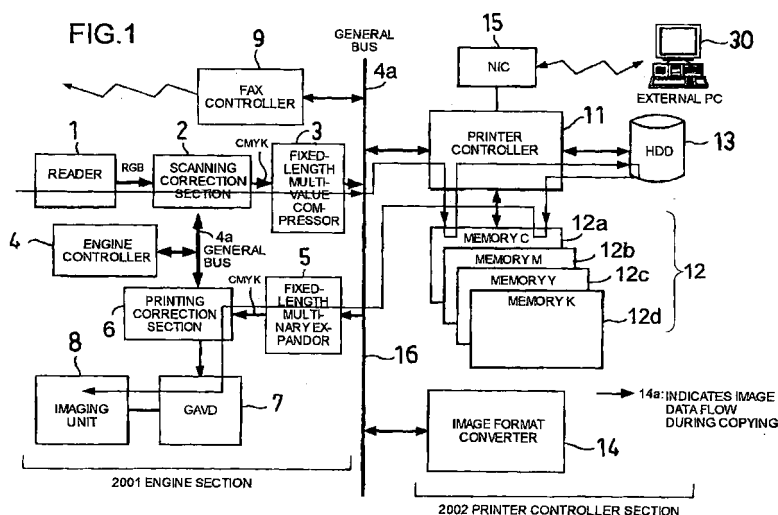 FIG.1
9
FAX
CONTROLLER
GENERAL
BUS
4a
15
NIC
30
EXTERNAL PC
1
READER
RGB
2
SCANNING
CORRECTION
SECTION
CMYK
3
FIXED-
LENGTH
MULTI-
VALUE COM-
PRESSOR
11
PRINTER
CONTROLLER
HDD
13
4
ENGINE
CONTROLLER
4a
GENERAL
BUS
MEMORY C
12a
MEMORY M
12b
MEMORY Y
12c
MEMORY K
12d
12
PRINTING
CORRECTION
SECTION
6
CMYK
5
FIXED-
LENGTH
MULTI-
NARY EX-
PANDOR
16
8
IMAGING
UNIT
GAVD
7
IMAGE FORMAT
CONVERTER
14
14a: INDICATES IMAGE
DATA FLOW
DURING COPYING
2001 ENGINE SECTION
2002 PRINTER CONTROLLER SECTION